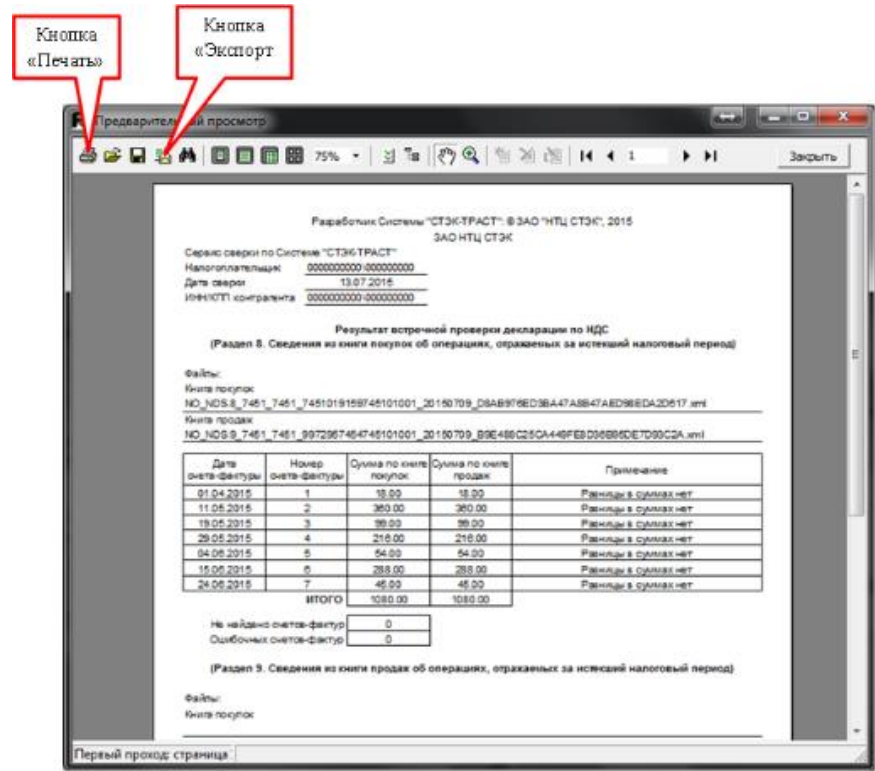 Кнопка
«Печать»
Кнопка
«Экспорт
Предварительный просмотр
75%
1
Закрыть
Разработчик Системы "СТЭК-ТРАСТ": © ЗАО "НТЦ СТЭК", 2015
ЗАО НТЦ СТЭК
Сервис сверки по Системе "СТЭК-ТРАСТ"
Налогоплательщик 0000000000\000000000
Дата сверки 13.07.2015
ИНН/КПП контрагента 0000000000\000000000
Результат встречной проверки декларации по НДС
(Раздел 8. Сведения из книги покупок об операциях, отражаемых за истекший налоговый период)
Файлы:
Книга покупок
Книга продаж
Дата счета-фактуры Номер счета-фактуры Сумма по книге покупок Сумма по книге продаж Примечание
01.04.2015 1 18.00 18.00 Разницы в суммах нет
11.05.2015 2 360.00 360.00 Разницы в суммах нет
19.05.2015 3 99.00 99.00 Разницы в суммах нет
29.05.2015 4 216.00 216.00 Разницы в суммах нет
04.06.2015 5 54.00 54.00 Разницы в суммах нет
15.06.2015 6 288.00 288.00 Разницы в суммах нет
24.06.2015 7 45.00 45.00 Разницы в суммах нет
ИТОГО 1080.00 1080.00
Не найдено счетов-фактур 0
Ошибочных счетов-фактур 0
(Раздел 9. Сведения из книги продаж об операциях, отражаемых за истекший налоговый период)
Файлы:
Книга покупок
Первый проход: страница